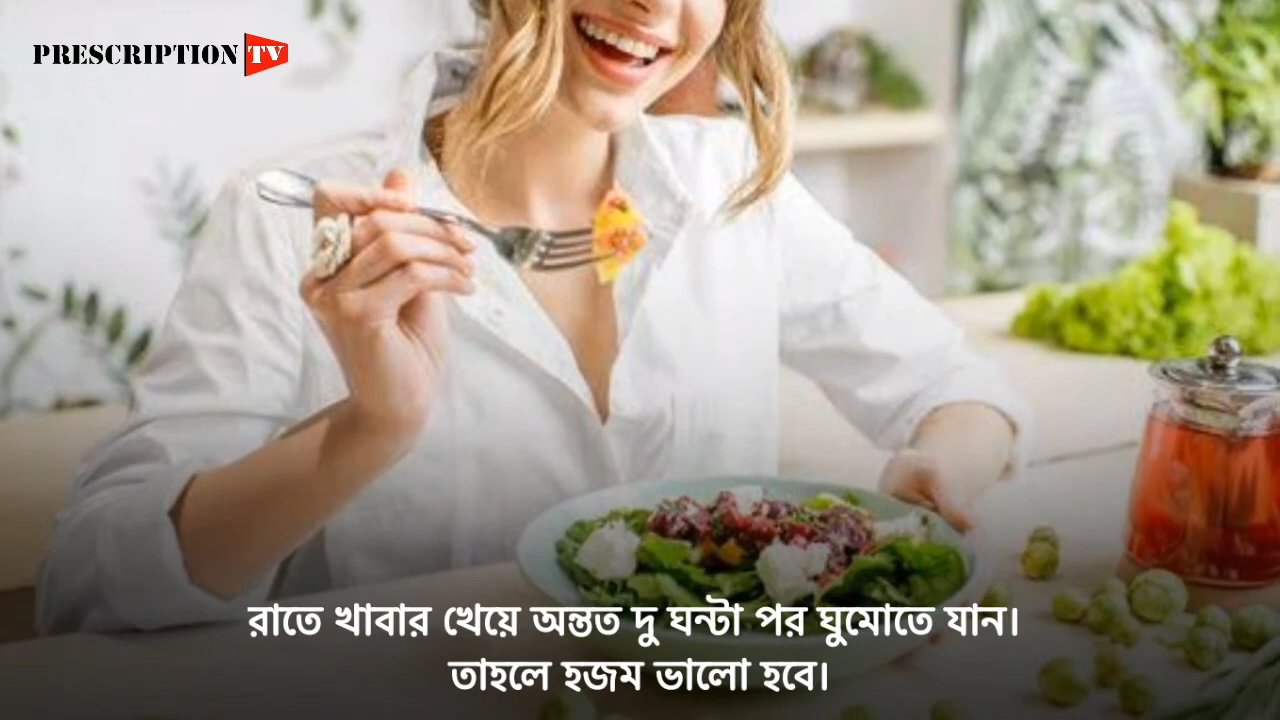 PRESCRIPTION TV
রাতে খাবার খেয়ে অন্তত দু ঘন্টা পর ঘুমোতে যান।
তাহলে হজম ভালো হবে।